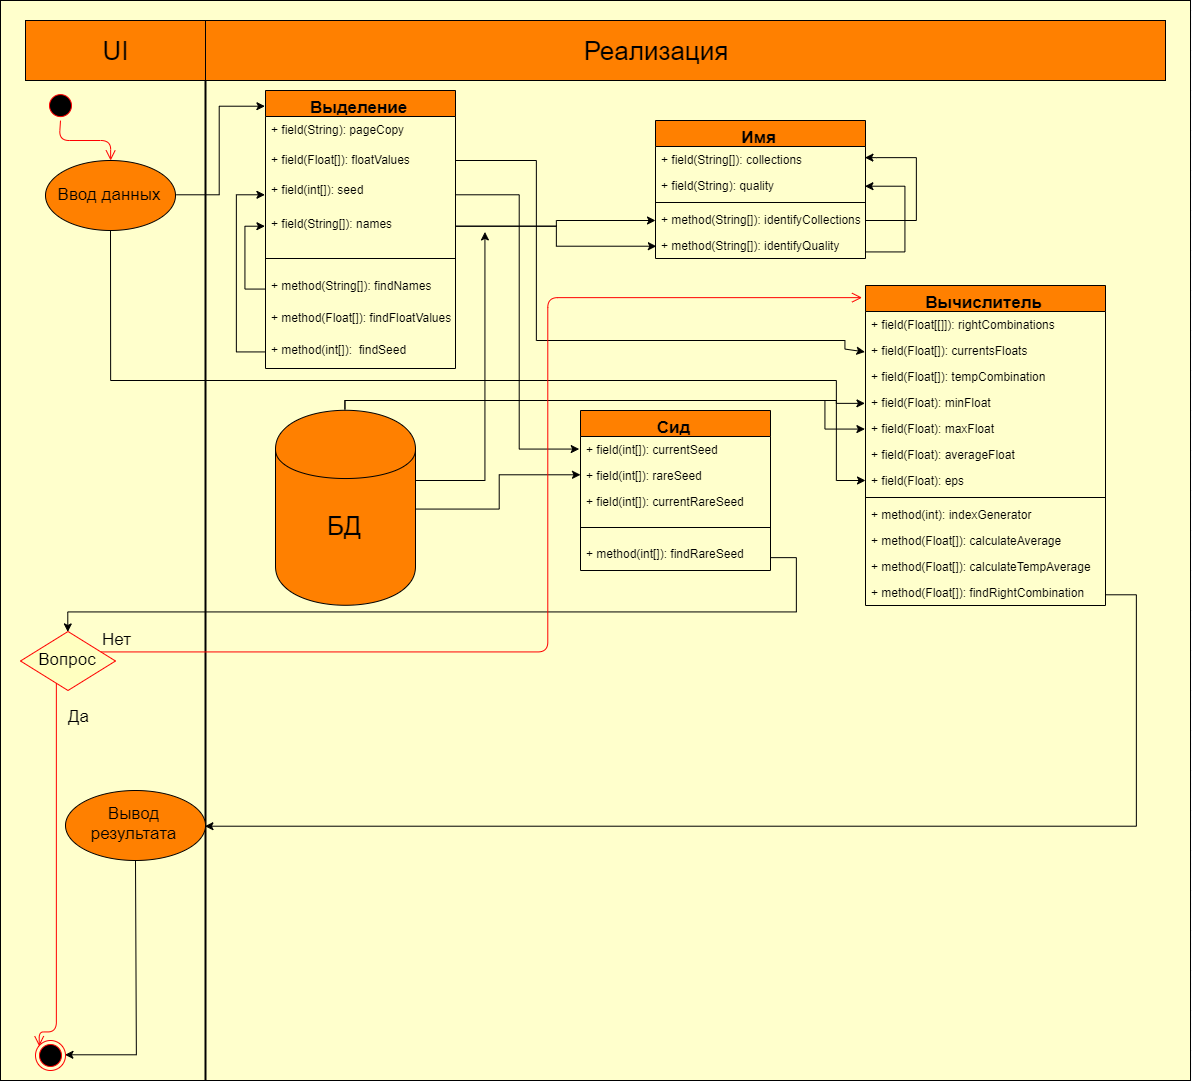 UI
Реализация
Выделение
+ field(String): pageCopy
+ field(Float[]): floatValues
+ field(int[]): seed
+ field(String[]): names
+ method(String[]): findNames
+ method(Float[]): findFloatValues
+ method(int[]):  findSeed
Имя
+ field(String[]): collections
+ field(String): quality
+ method(String[]): identifyCollections
+ method(String[]): identifyQuality
Ввод данных
Вычислитель
+ field(Float[[]]): rightCombinations
+ field(Float[]): currentsFloats
+ field(Float[]): tempCombination
+ field(Float): minFloat
+ field(Float): maxFloat
+ field(Float): averageFloat
+ field(Float): eps
+ method(int): indexGenerator
+ method(Float[]): calculateAverage
+ method(Float[]): calculateTempAverage
+ method(Float[]): findRightCombination
БД
Сид
+ field(int[]): currentSeed
+ field(int[]): rareSeed
+ field(int[]): currentRareSeed
+ method(int[]): findRareSeed
Нет
Вопрос
Да
Вывод
результата